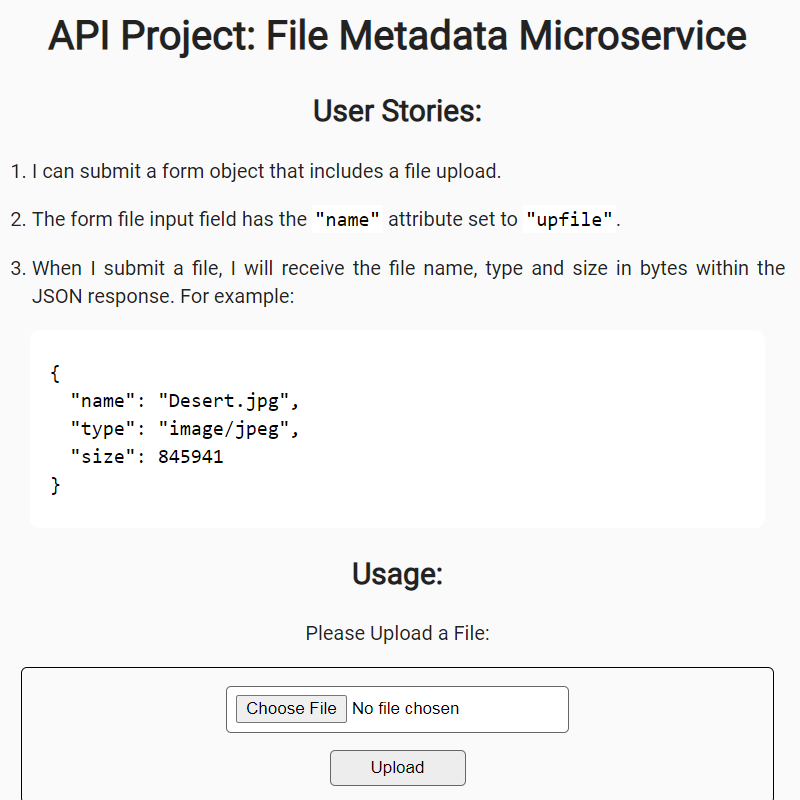 API Project: File Metadata Microservice
User Stories:
1. I can submit a form object that includes a file upload.
2. The form file input field has the "name" attribute set to "upfile".
3. When I submit a file, I will receive the file name, type and size in bytes within the
JSON response. For example:
{
"name": "Desert.jpg",
"type": "image/jpeg",
"size": 845941
}
Usage:
Please Upload a File:
Choose File No file chosen
Upload